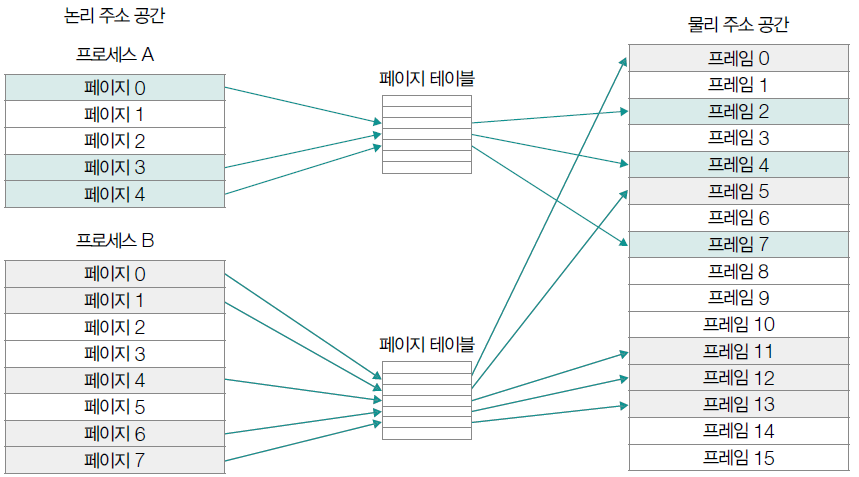 논리 주소 공간
프로세스 A
페이지 0
페이지 1
페이지 2
페이지 3
페이지 4
프로세스 B
페이지 0
페이지 1
페이지 2
페이지 3
페이지 4
페이지 5
페이지 6
페이지 7
페이지 테이블
페이지 테이블
물리 주소 공간
프레임 0
프레임 1
프레임 2
프레임 3
프레임 4
프레임 5
프레임 6
프레임 7
프레임 8
프레임 9
프레임 10
프레임 11
프레임 12
프레임 13
프레임 14
프레임 15